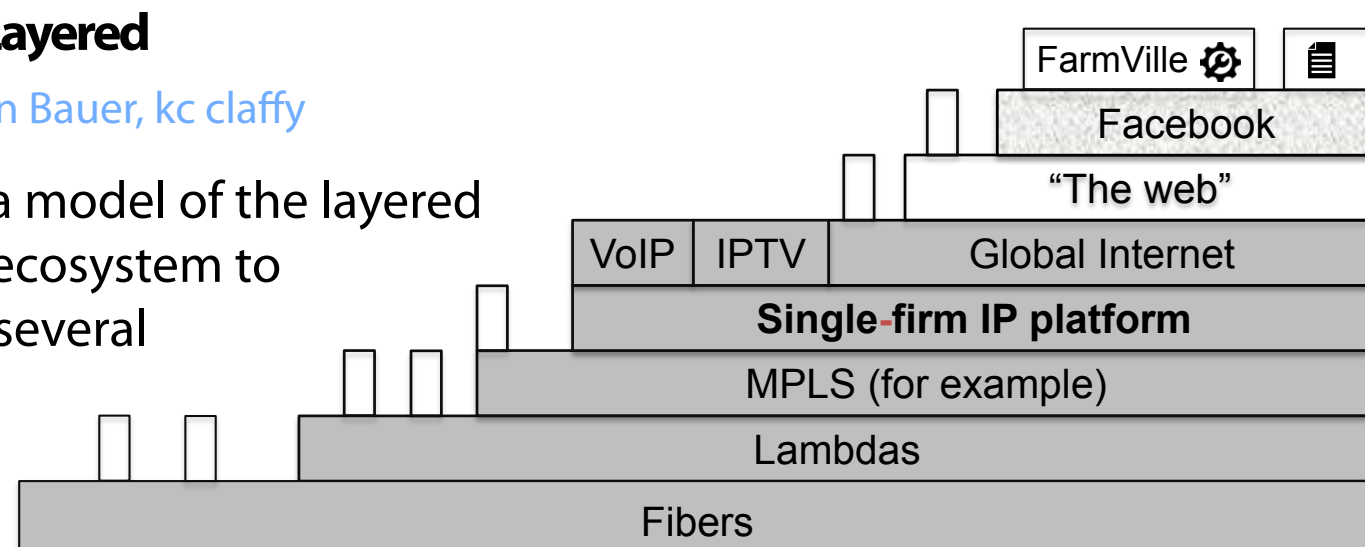 ayered
n Bauer, kc claffy
a model of the layered
ecosystem to
several
FarmVille
Facebook
“The web”
VoIP IPTV Global Internet
Single-firm IP platform
MPLS (for example)
Lambdas
Fibers